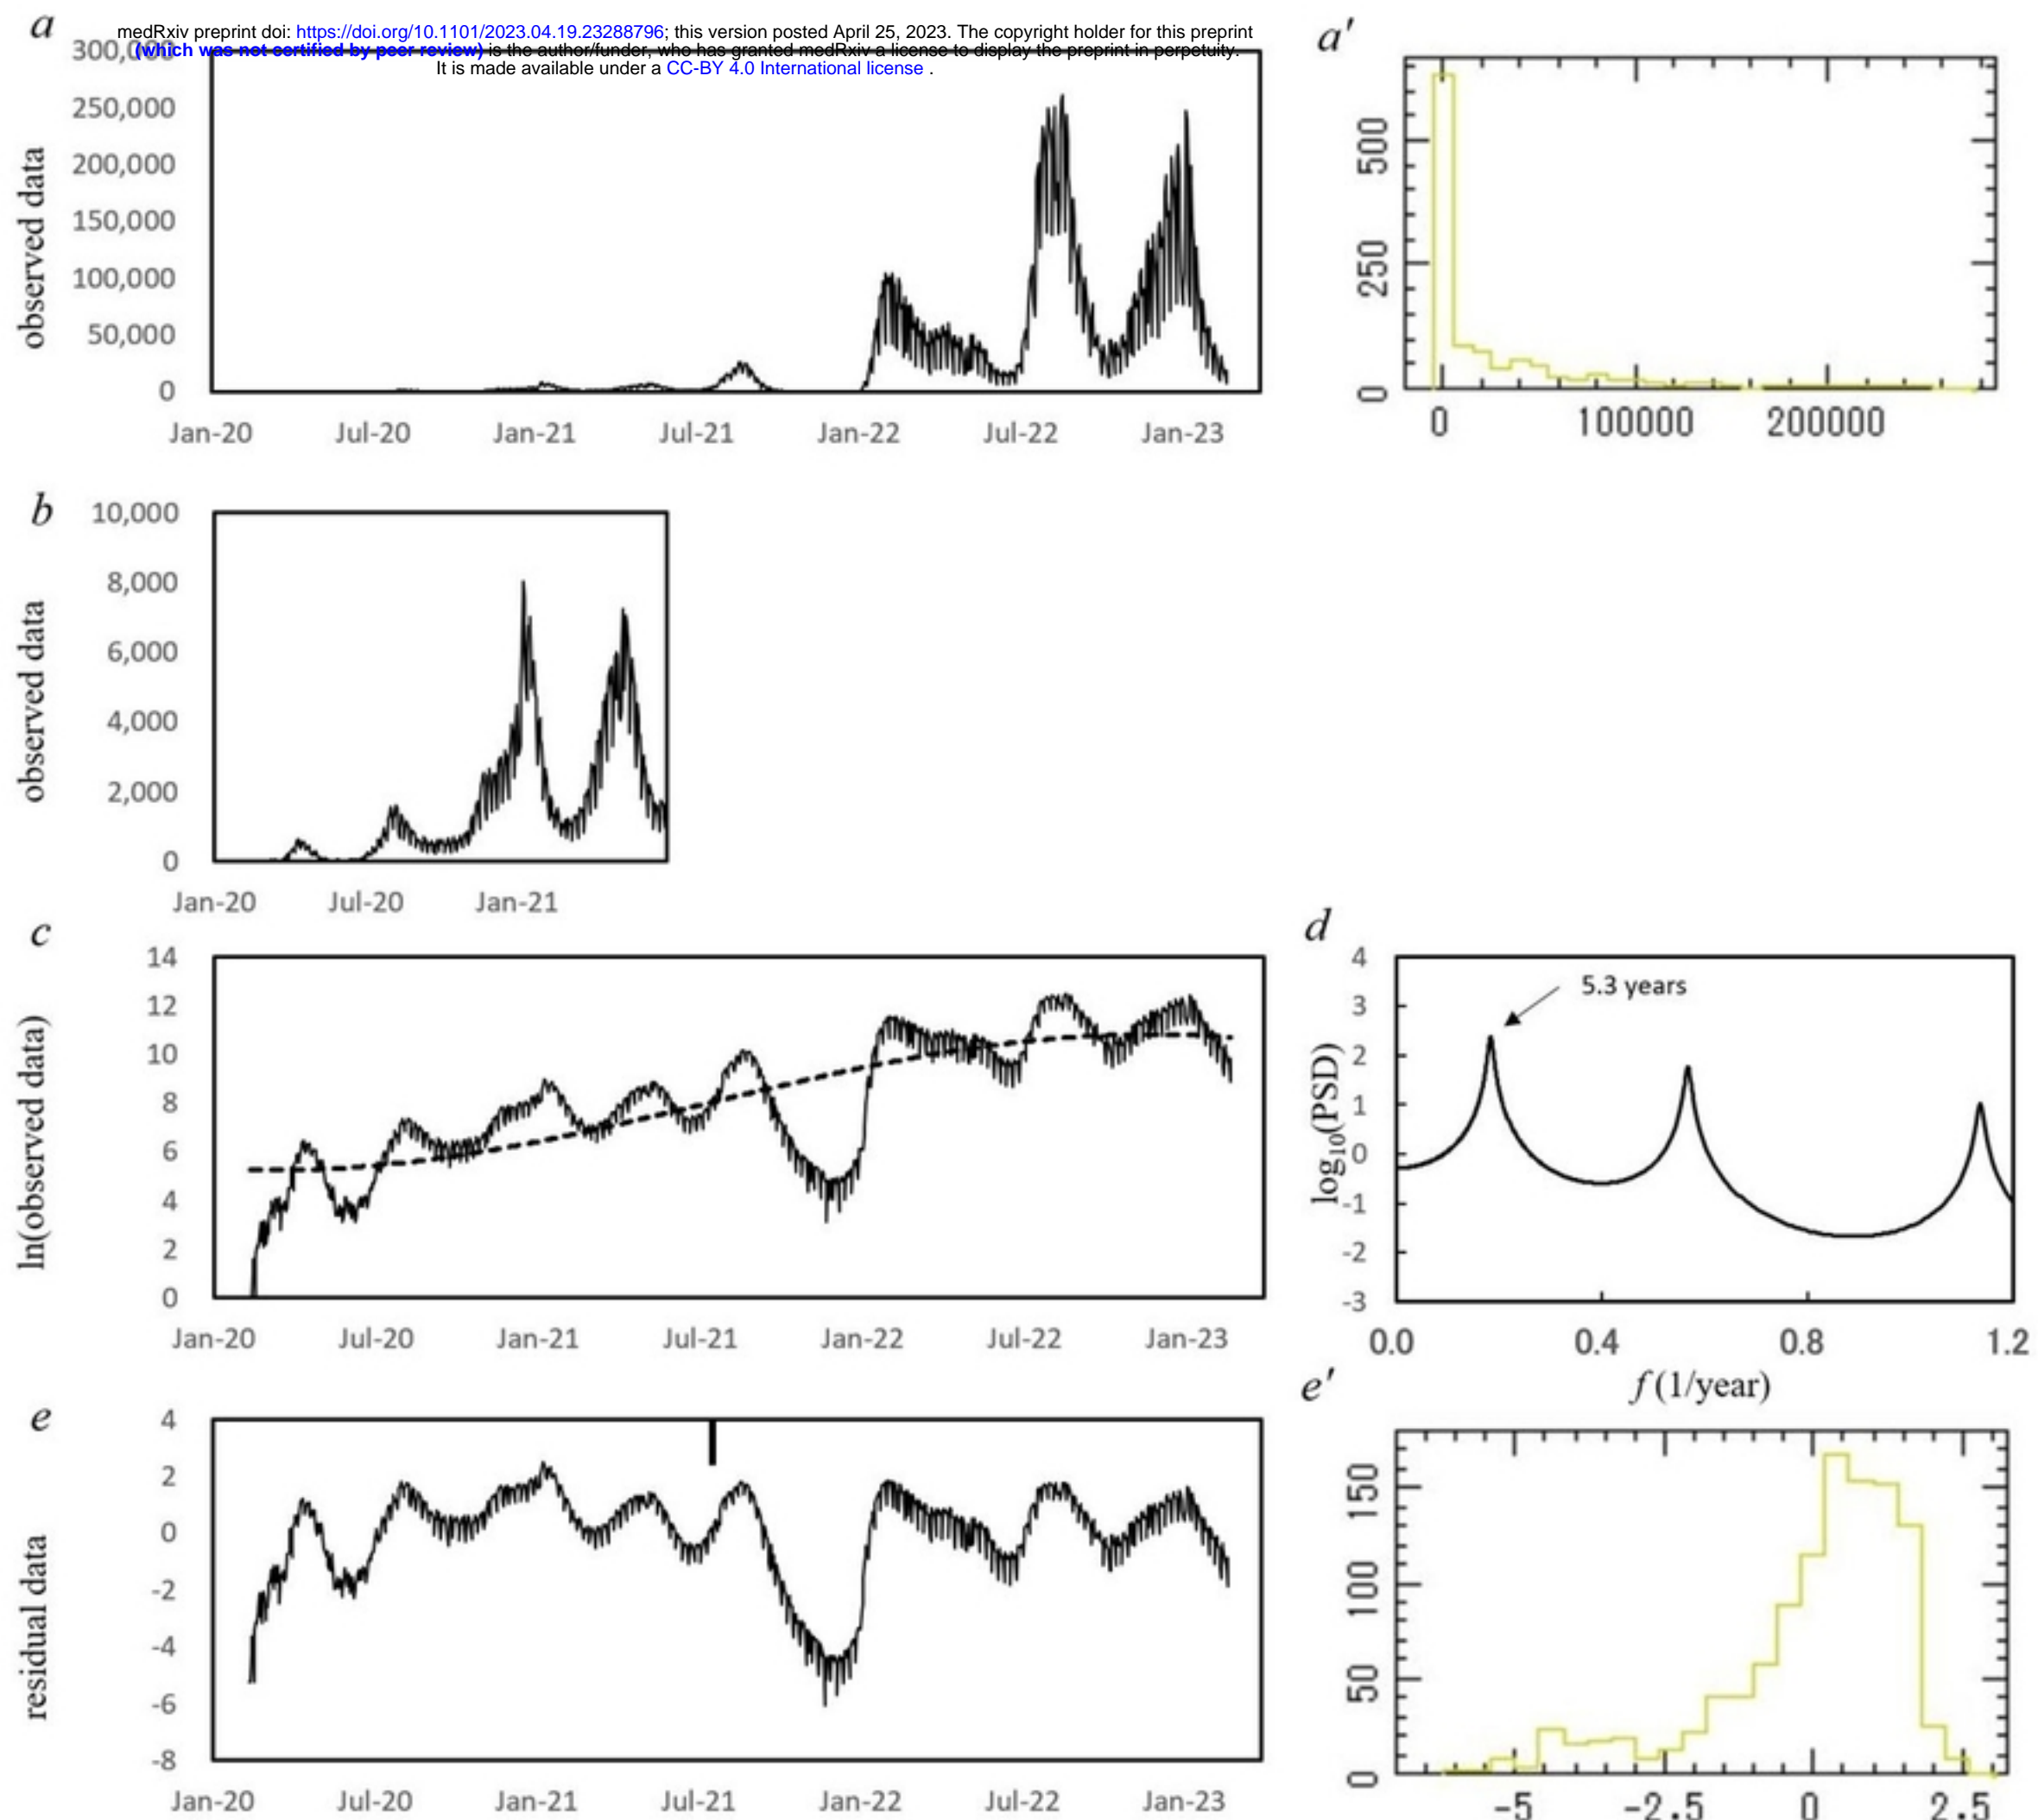 medRxiv preprint doi: https://doi.org/10.1101/2023.04.19.23288796; this version posted April 25, 2023. The copyright holder for this preprint
(which was not certified by peer review) is the author/funder, who has granted medRxiv a license to display the preprint in perpetuity.
It is made available under a CC-BY 4.0 International license .
a
300,000
250,000
200,000
150,000
100,000
50,000
0
observed data
Jan-20 Jul-20 Jan-21 Jul-21 Jan-22 Jul-22 Jan-23
a'
500
250
0
0 100000 200000
b
10,000
8,000
6,000
4,000
2,000
0
observed data
Jan-20 Jul-20 Jan-21
c
14
12
10
8
6
4
2
0
ln(observed data)
Jan-20 Jul-20 Jan-21 Jul-21 Jan-22 Jul-22 Jan-23
d
4
3
2
1
0
-1
-2
-3
log10(PSD)
5.3 years
0.0 0.4 0.8 1.2
f (1/year)
e
4
2
0
-2
-4
-6
-8
residual data
Jan-20 Jul-20 Jan-21 Jul-21 Jan-22 Jul-22 Jan-23
e'
150
100
50
0
-5 -2.5 0 2.5